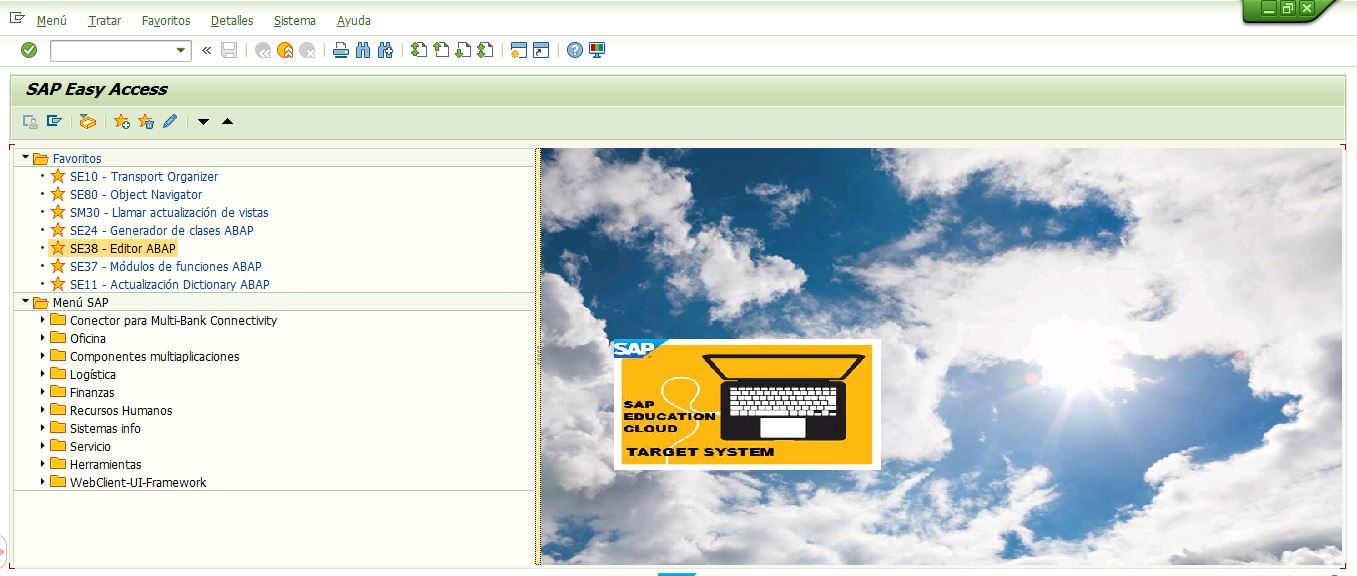 Menú Tratar Favoritos Detalles Sistema Ayuda
SAP Easy Access
Favoritos
SE10 - Transport Organizer
SE80 - Object Navigator
SM30 - Llamar actualización de vistas
SE24 - Generador de clases ABAP
SE38 - Editor ABAP
SE37 - Módulos de funciones ABAP
SE11 - Actualización Dictionary ABAP
Menú SAP
Conector para Multi-Bank Connectivity
Oficina
Componentes multiaplicaciones
Logística
Finanzas
Recursos Humanos
Sistemas info
Servicio
Herramientas
WebClient-UI-Framework
SAP
SAP
EDUCATION
CLOUD
TARGET SYSTEM